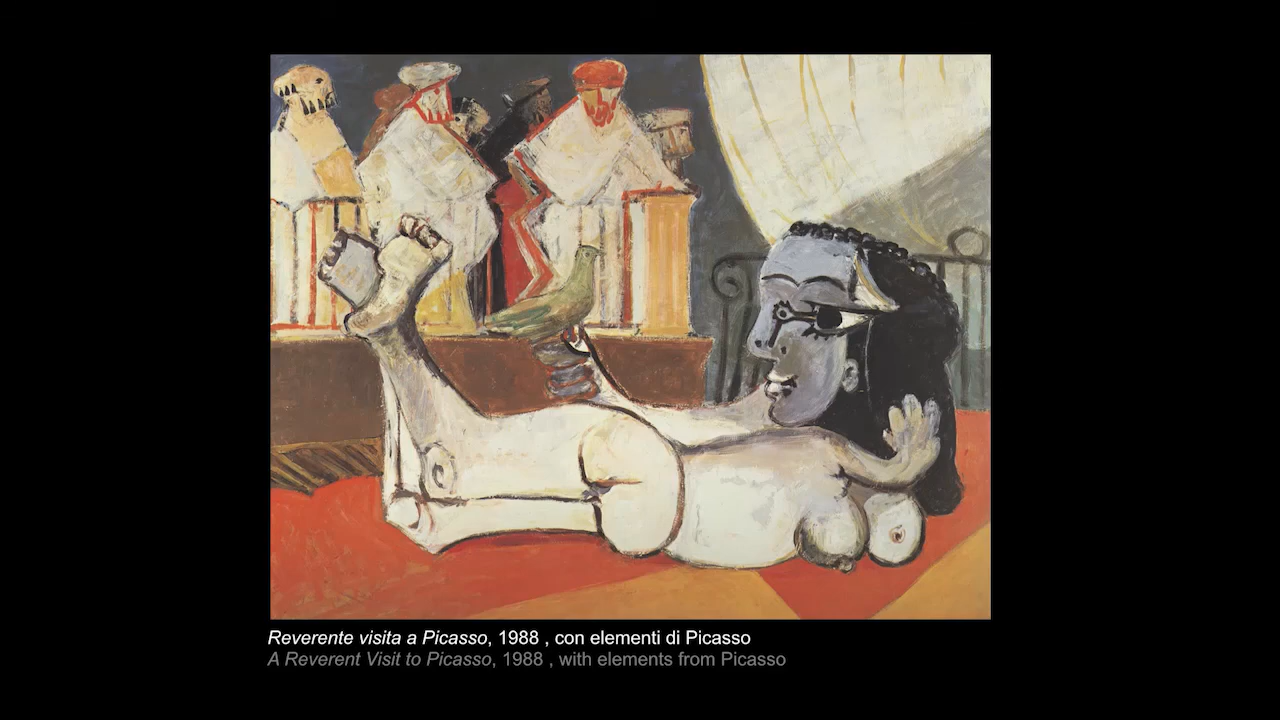 Reverente visita a Picasso, 1988 , con elementi di Picasso
A Reverent Visit to Picasso, 1988 , with elements from Picasso